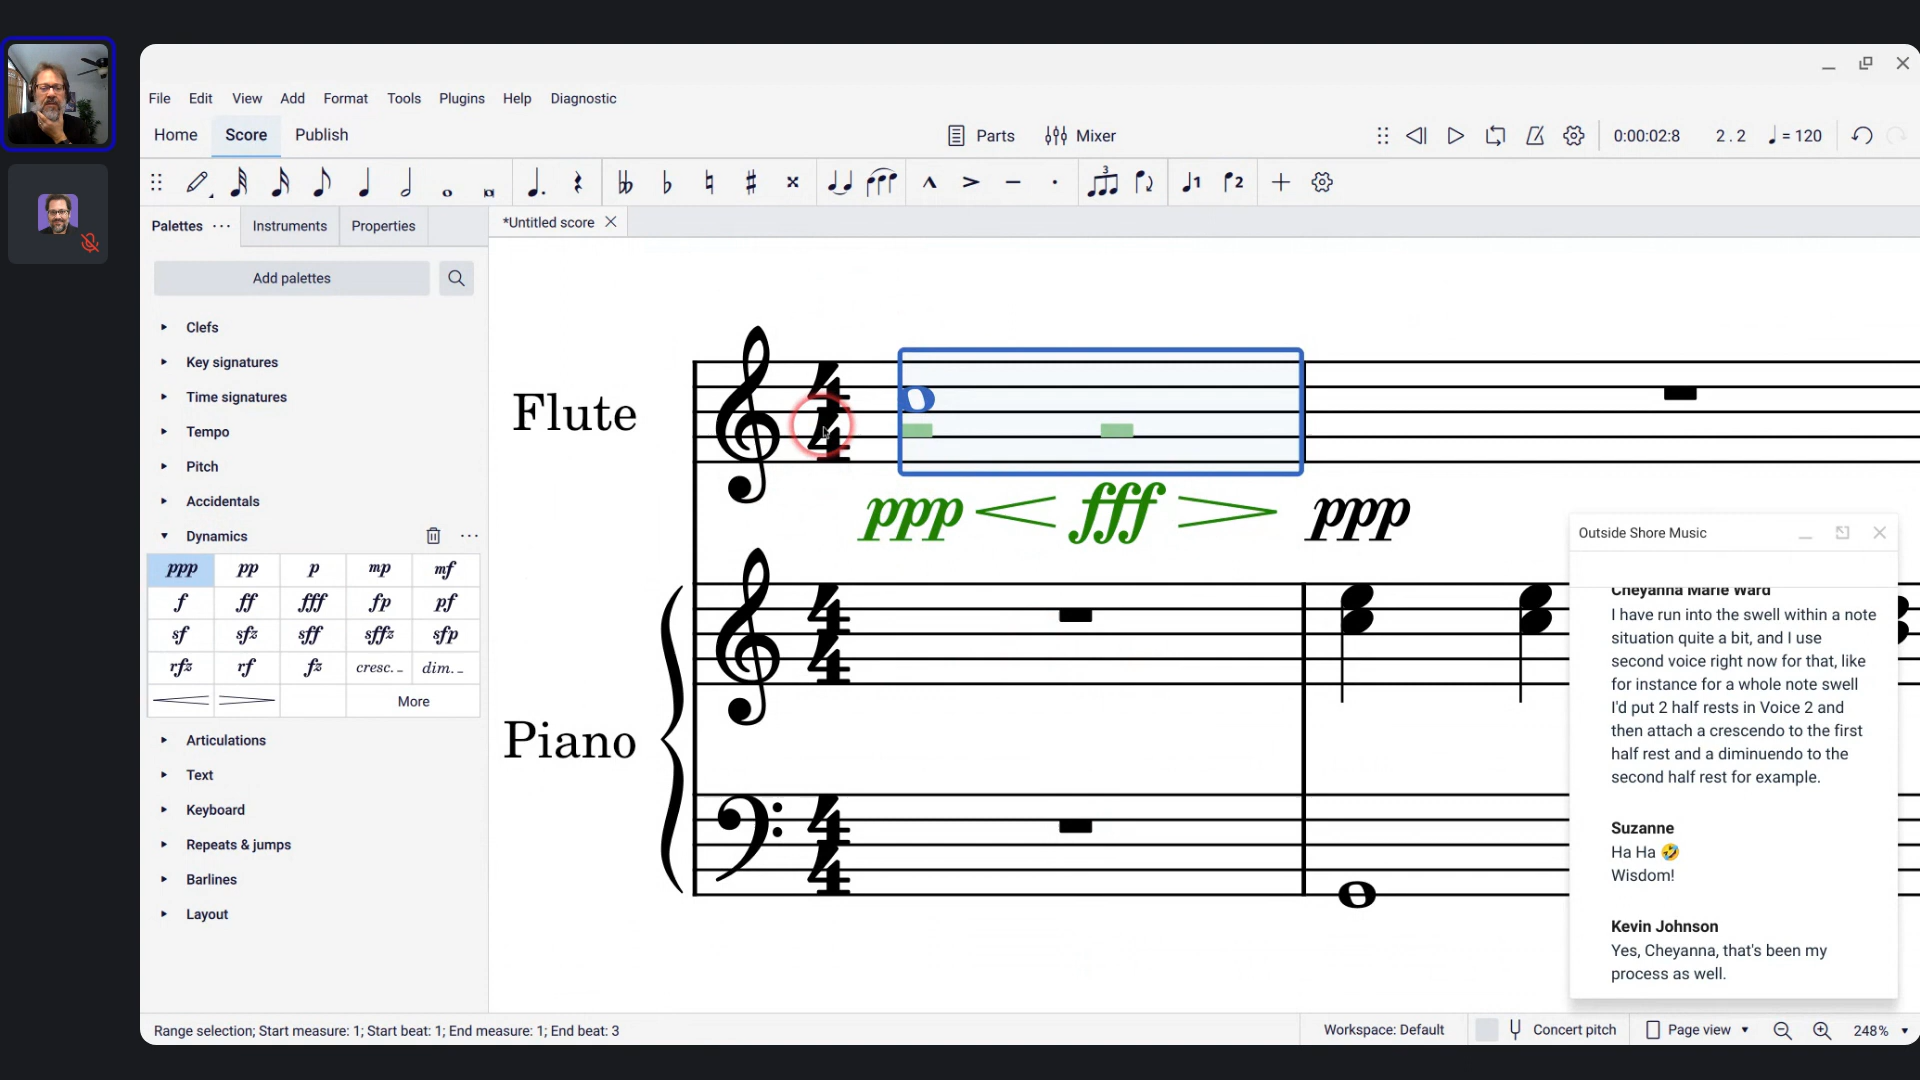 File Edit View Add Format Tools Plugins Help Diagnostic
Home Score Publish Parts Mixer 0:00:02:8 2 . 2 = 120
3 1 2
Palettes ··· Instruments Properties *Untitled score
Add palettes
Clefs
Key signatures
Time signatures
Tempo
Pitch
Accidentals
Dynamics ···
ppp pp p mp mf
f ff fff fp pf
sf sfz sff sffz sfp
rfz rf fz cresc. _ dim. _
More
Articulations
Text
Keyboard
Repeats & jumps
Barlines
Layout
Flute
ppp fff ppp
Piano
Outside Shore Music
Cheyanna Marie Ward
I have run into the swell within a note
situation quite a bit, and I use
second voice right now for that, like
for instance for a whole note swell
I'd put 2 half rests in Voice 2 and
then attach a crescendo to the first
half rest and a diminuendo to the
second half rest for example.
Suzanne
Ha Ha 🤣
Wisdom!
Kevin Johnson
Yes, Cheyanna, that's been my
process as well.
Range selection; Start measure: 1; Start beat: 1; End measure: 1; End beat: 3
Workspace: Default Concert pitch Page view 248%